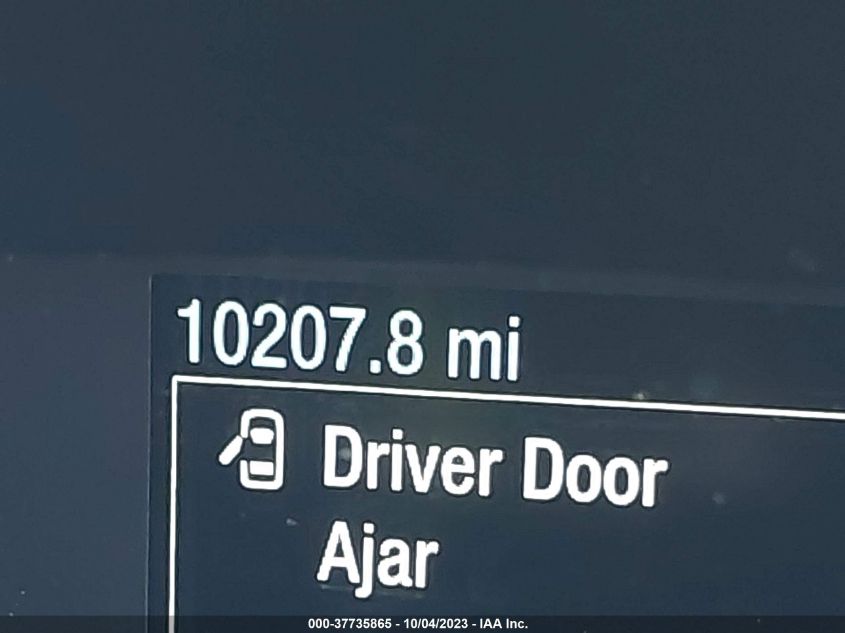 10207.8 mi
Driver Door
Ajar
000-37735865 - 10/04/2023 - IAA Inc.